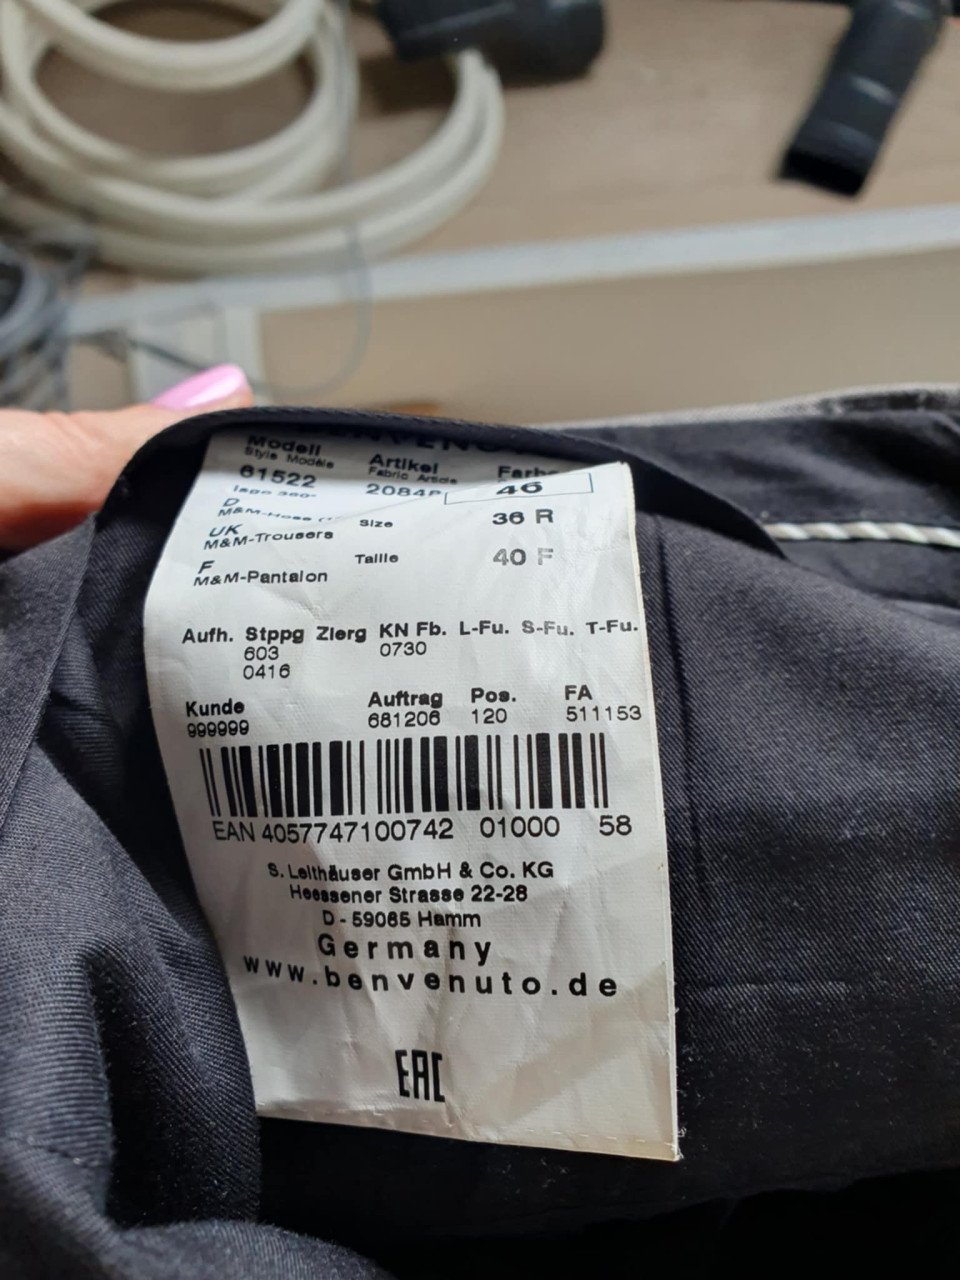 Modell Artikel
Style Modèle Fabric Article
61522 2084 46
D
M&M-Hose
UK Size 36 R
M&M-Trousers
F Taille 40 F
M&M-Pantalon
Aufh. Stppg Zierg KN Fb. L-Fu. S-Fu. T-Fu.
603 0730
0416
Kunde Auftrag Pos. FA
999999 681206 120 511153
EAN 4057747100742 01000 58
S. Leithäuser GmbH & Co. KG
Heessener Strasse 22-28
D - 59065 Hamm
Germany
www.benvenuto.de
EAC